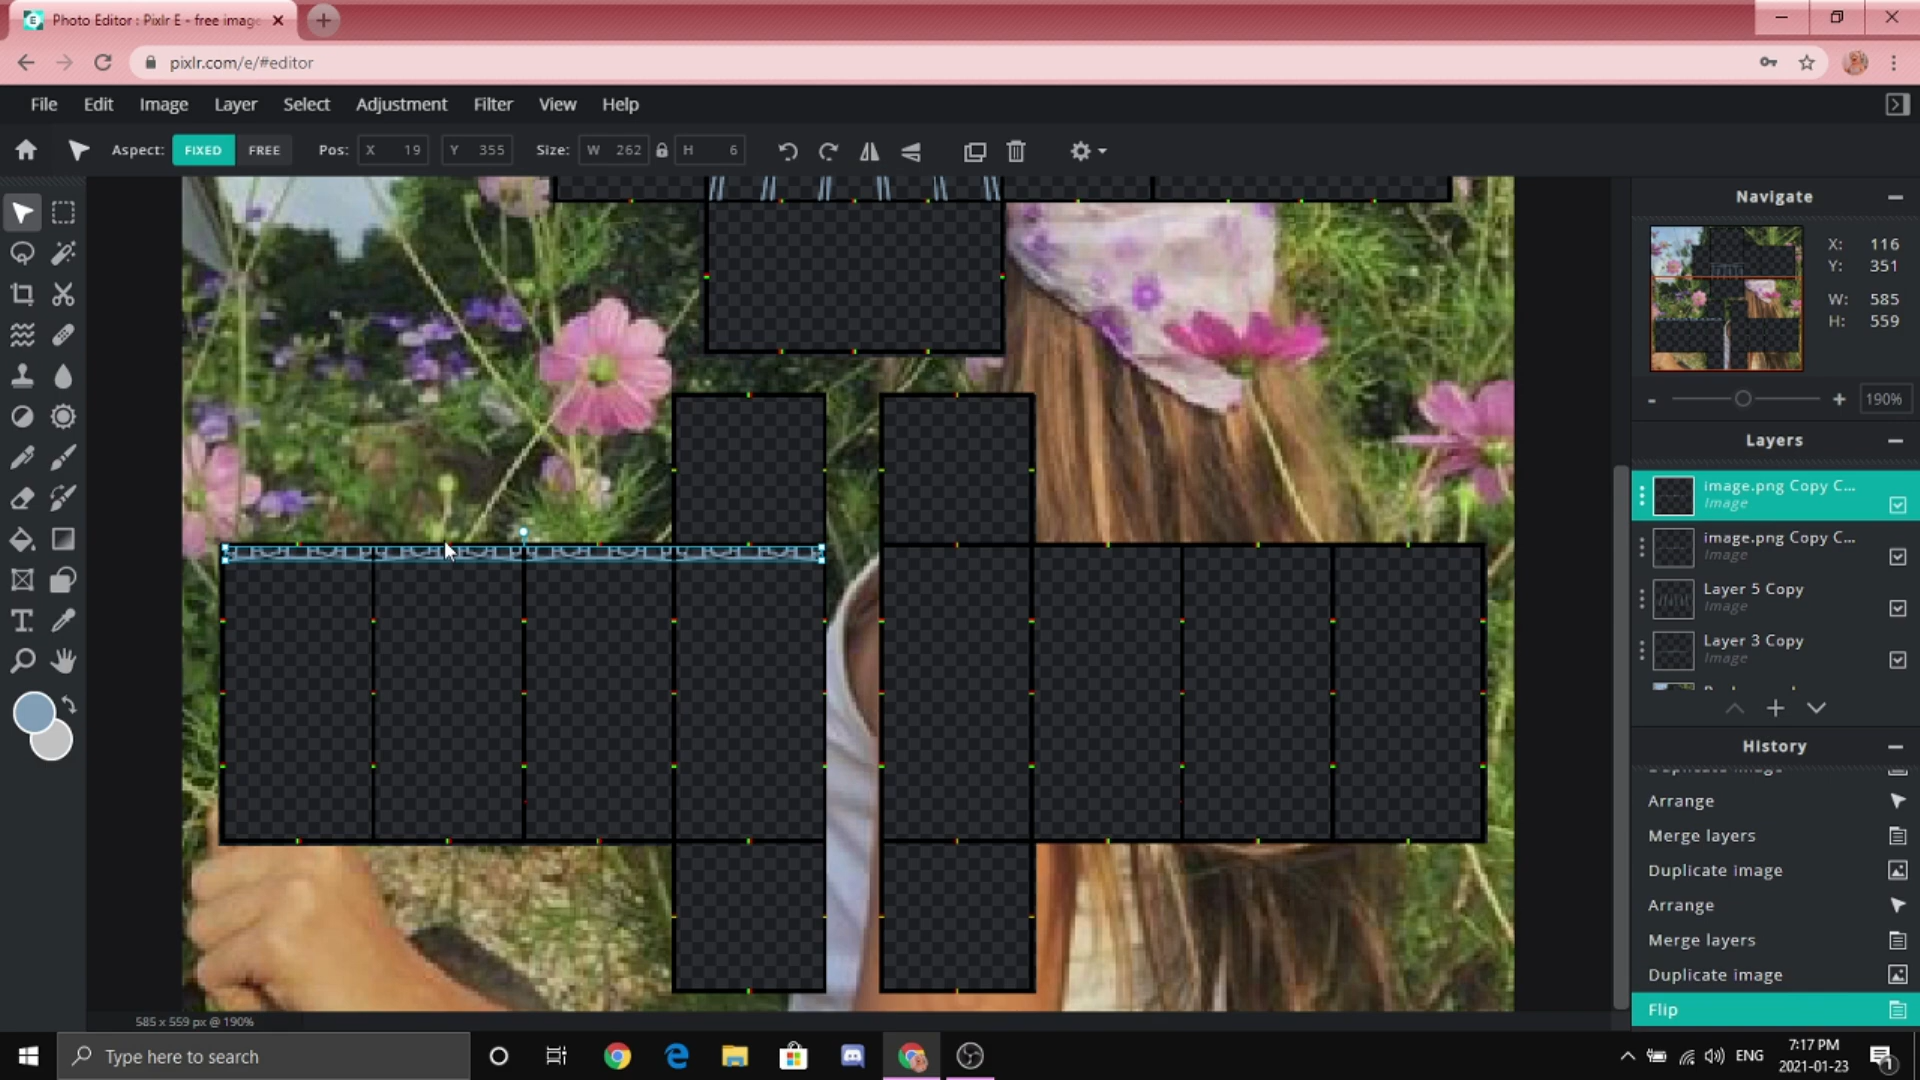 Photo Editor : Pixlr E - free image
pixlr.com/e/#editor
File Edit Image Layer Select Adjustment Filter View Help
Aspect: FIXED FREE Pos: X 19 Y 355 Size: W 262 H 6
Navigate
X: 116
Y: 351
W: 585
H: 559
190%
Layers
image.png Copy C...
Image
image.png Copy C...
Image
Layer 5 Copy
Image
Layer 3 Copy
Image
History
Duplicate image
Arrange
Merge layers
Duplicate image
Arrange
Merge layers
Duplicate image
Flip
585 x 559 px @ 190%
Type here to search
ENG
7:17 PM
2021-01-23
1